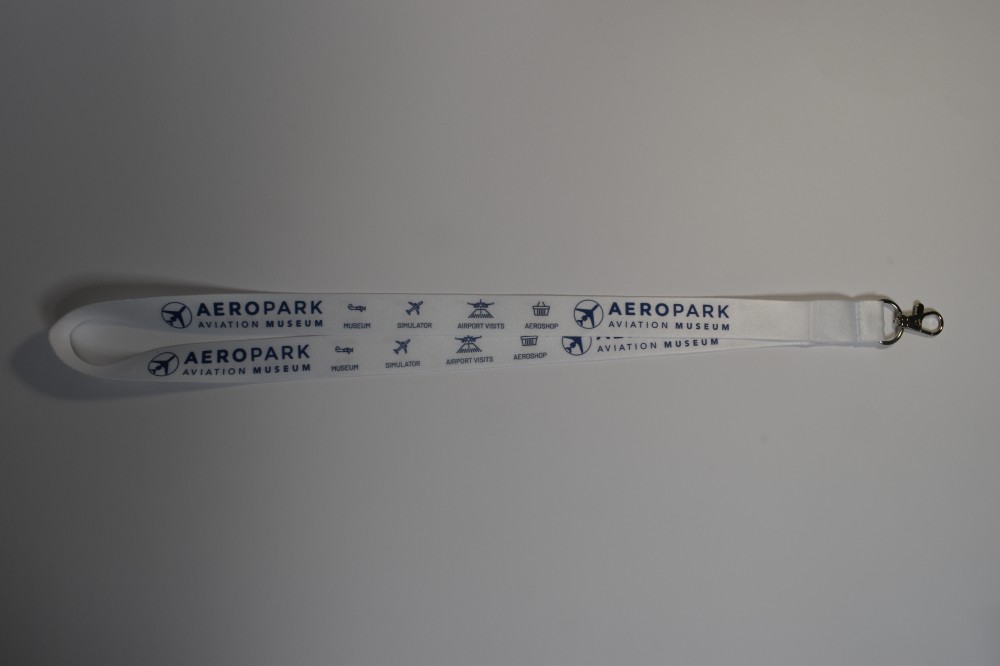 AEROPARK
AVIATION MUSEUM
MUSEUM
SIMULATOR
AIRPORT VISITS
AEROSHOP
AEROPARK
AVIATION MUSEUM
AEROPARK
AVIATION MUSEUM
MUSEUM
SIMULATOR
AIRPORT VISITS
AEROSHOP
AVIATION MUSEUM